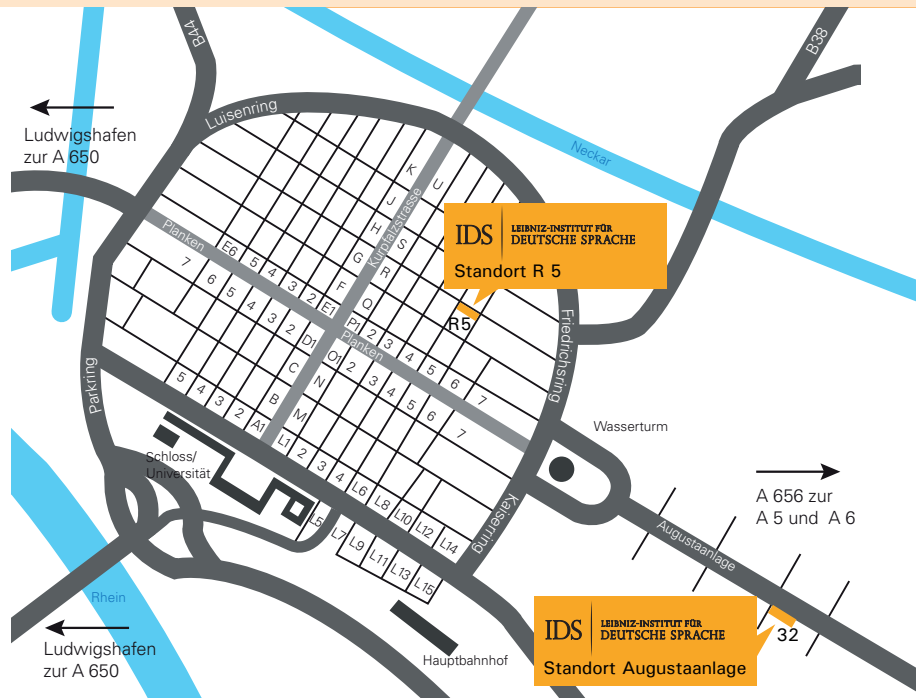 B44
B38
Luisenring
Ludwigshafen
zur A 650
Neckar
K
U
J
Kurpfalzstrasse
H
S
G
R
F
Q
IDS
LEIBNIZ-INSTITUT FÜR
DEUTSCHE SPRACHE
Standort R 5
R5
Planken
E6 5 4 3 2 E1
P1 2 3 4 5 6 7
7 6 5 4 3 2 D1
Planken
O1 2 3 4 5 6 7
C
N
B
M
Friedrichsring
Parkring
5 4 3 2 A1
L1 2 3 4 L6 L8 L10 L12 L14
L5 L7 L9 L11 L13 L15
Schloss/
Universität
Wasserturm
Kaiserring
A 656 zur
A 5 und A 6
Augustaanlage
32
IDS
LEIBNIZ-INSTITUT FÜR
DEUTSCHE SPRACHE
Standort Augustaanlage
Hauptbahnhof
Rhein
Ludwigshafen
zur A 650